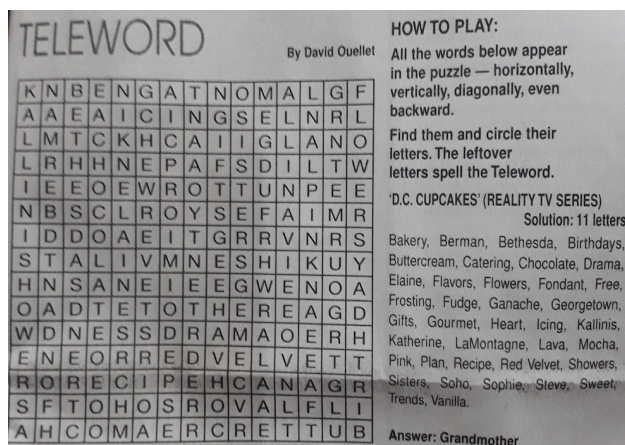 TELEWORD
By David Ouellet
K N B E N G A T N O M A L G F
A A E A I C I N G S E L N R L
L M T C K H C A I I G L A N O
L R H H N E P A F S D I L T W
I E E O E W R O T T U N P E E
N B S C L R O Y S E F A I M R
I D D O A E I T G R R V N R S
S T A L I V M N E S H I K U Y
H N S A N E I E E G W E N O A
O A D T E T O T H E R E A G D
W D N E S S D R A M A O E R H
E N E O R R E D V E L V E T T
R O R E C I P E H C A N A G R
S F T O H O S R O V A L F L I
A H C O M A E R C R E T T U B
HOW TO PLAY:
All the words below appear
in the puzzle — horizontally,
vertically, diagonally, even
backward.
Find them and circle their
letters. The leftover
letters spell the Teleword.
'D.C. CUPCAKES' (REALITY TV SERIES)
Solution: 11 letters
Bakery, Berman, Bethesda, Birthdays,
Buttercream, Catering, Chocolate, Drama,
Elaine, Flavors, Flowers, Fondant, Free,
Frosting, Fudge, Ganache, Georgetown,
Gifts, Gourmet, Heart, Icing, Kallinis,
Katherine, LaMontagne, Lava, Mocha,
Pink, Plan, Recipe, Red Velvet, Showers,
Sisters, Soho, Sophie, Steve, Sweet,
Trends, Vanilla.
Answer: Grandmother